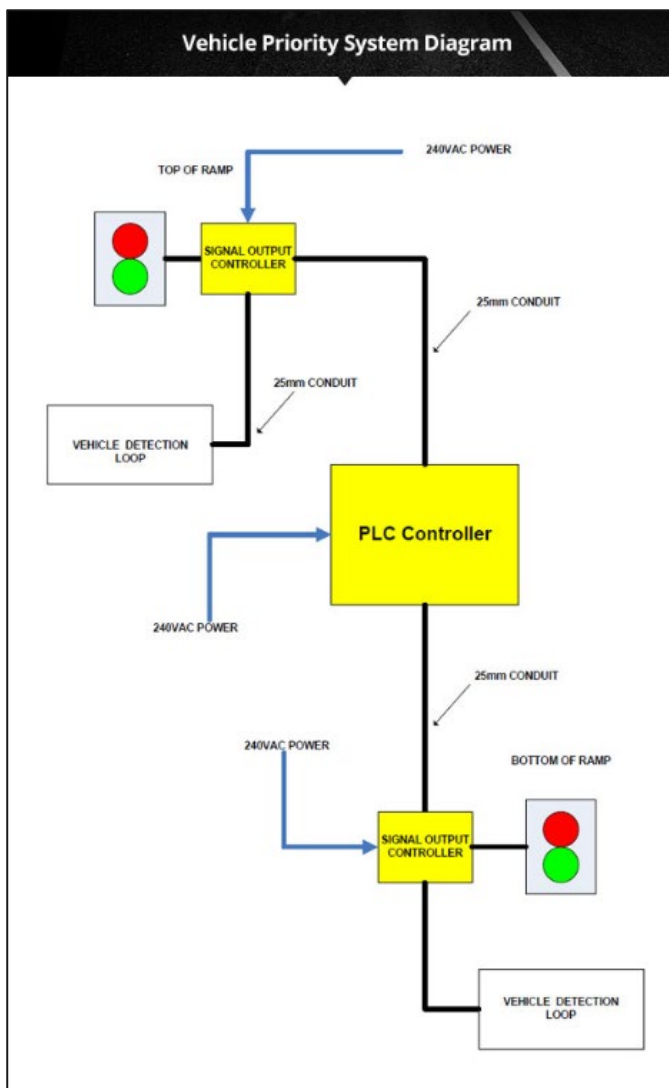 Vehicle Priority System Diagram
240VAC POWER
TOP OF RAMP
SIGNAL OUTPUT
CONTROLLER
25mm CONDUIT
25mm CONDUIT
VEHICLE DETECTION
LOOP
PLC Controller
240VAC POWER
25mm CONDUIT
240VAC POWER
BOTTOM OF RAMP
SIGNAL OUTPUT
CONTROLLER
VEHICLE DETECTION
LOOP